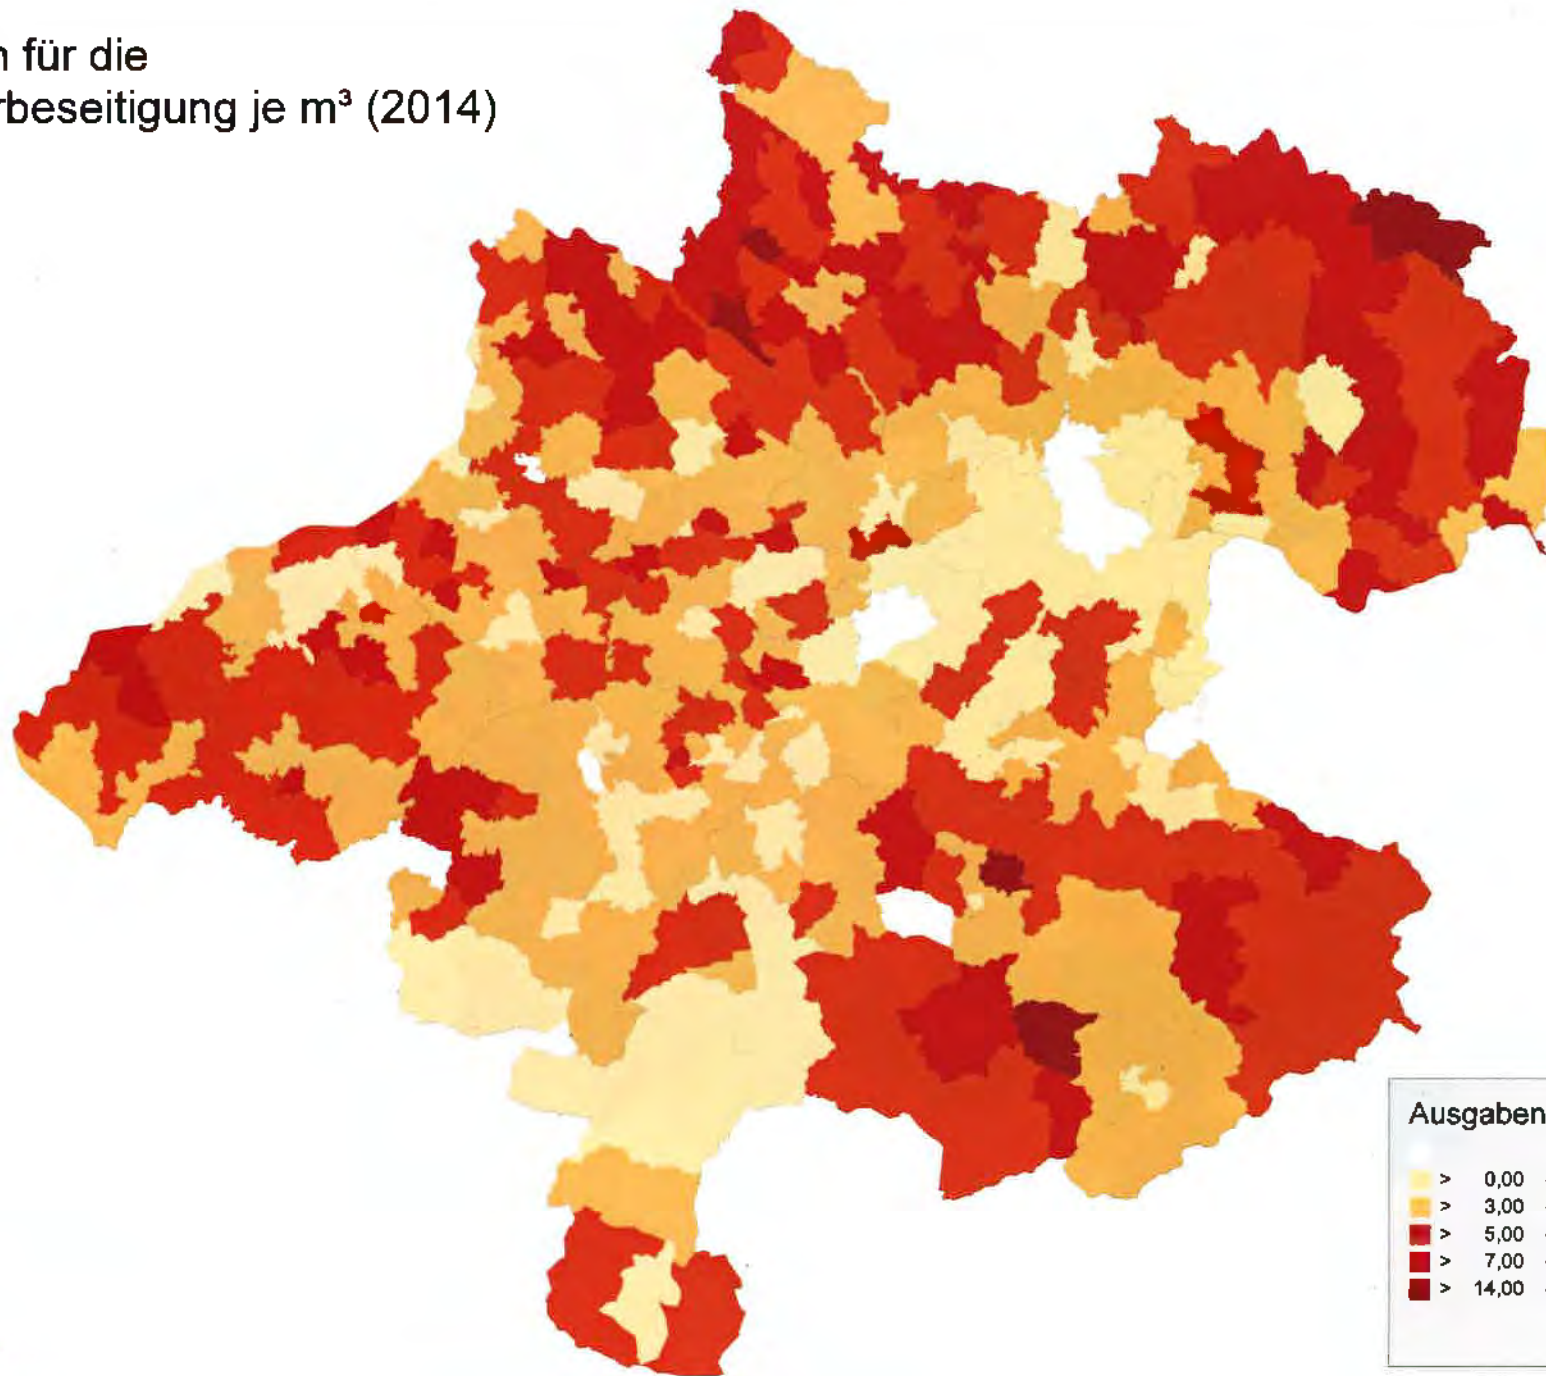 n für die
rbeseitigung je m³ (2014)
Ausgaben
> 0,00 -
> 3,00 -
> 5,00 -
> 7,00 -
> 14,00 -